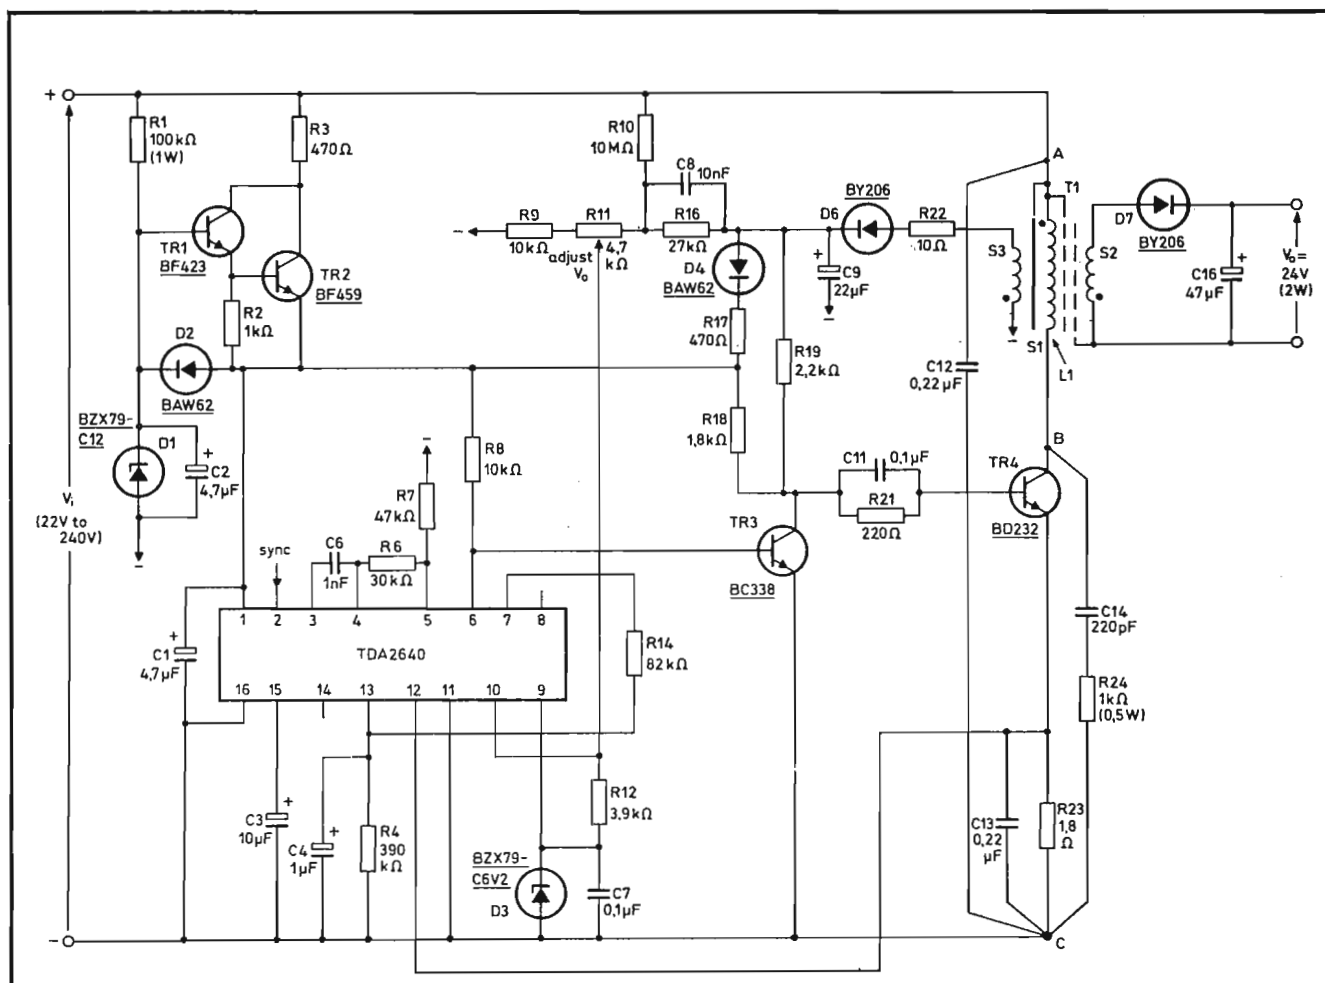 +
R1
100kΩ
(1W)
R3
470Ω
R10
10MΩ
C8
10nF
A
T1
TR1
BF423
TR2
BF459
R9
10kΩ
R11
4,7
kΩ
adjust
Vo
R16
27kΩ
D6
BY206
R22
10Ω
S3
S1
L1
S2
D7
BY206
C16
+
47µF
Vo=
24V
(2W)
R2
1kΩ
D2
BAW62
D4
BAW62
+
C9
22µF
R17
470Ω
R19
2,2kΩ
C12
0,22µF
BZX79-
C12
D1
+
C2
4,7µF
Vi
(22V to
240V)
R8
10kΩ
R7
47kΩ
R18
1,8kΩ
C11
0,1µF
R21
220Ω
B
TR4
BD232
sync
C6
1nF
R6
30kΩ
TR3
BC338
C14
220pF
R24
1kΩ
(0,5W)
1 2 3 4 5 6 7 8
TDA2640
16 15 14 13 12 11 10 9
+
C1
4,7µF
R14
82kΩ
R12
3,9kΩ
C3
+
10µF
C4
+
1µF
R4
390
kΩ
BZX79-
C6V2
D3
C7
0,1µF
C13
0,22
µF
R23
1,8
Ω
C
-